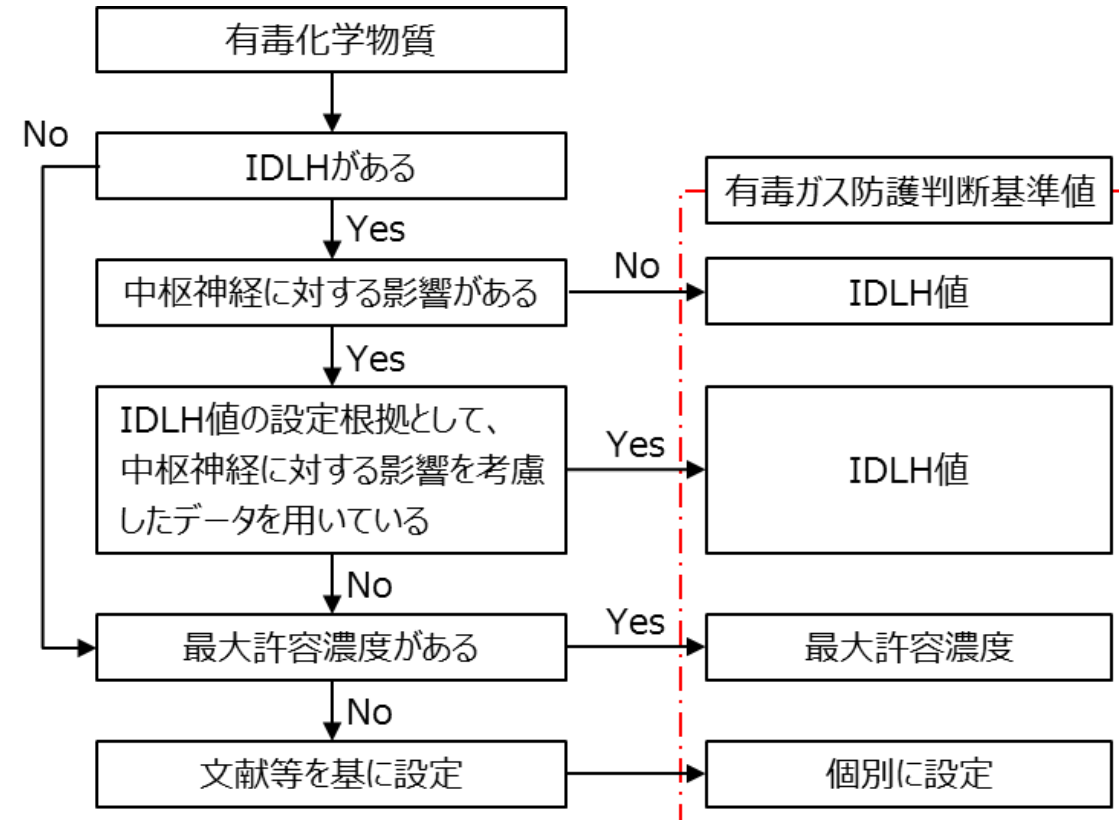 有毒化学物質
No
IDLHがある
有毒ガス防護判断基準値
Yes
中枢神経に対する影響がある
No
IDLH値
Yes
IDLH値の設定根拠として、
中枢神経に対する影響を考慮
したデータを用いている
Yes
IDLH値
No
最大許容濃度がある
Yes
最大許容濃度
No
文献等を基に設定
個別に設定